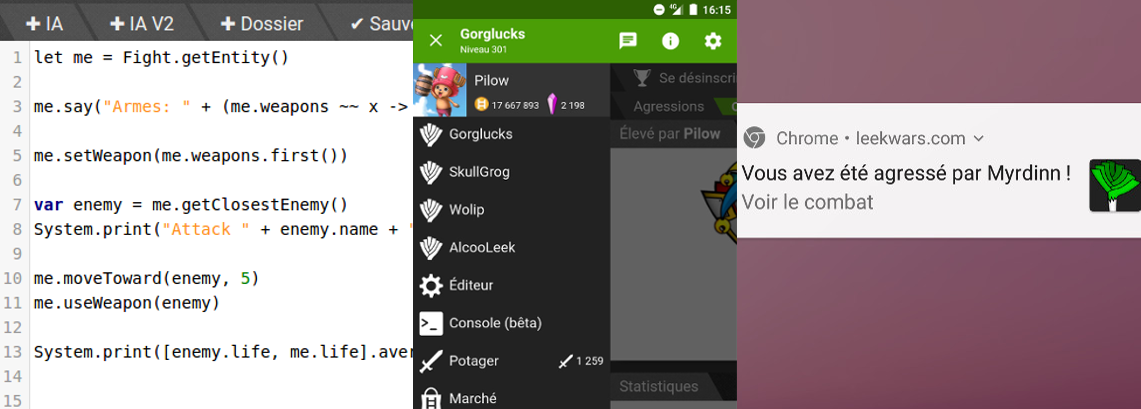 + IA + IA V2 + Dossier ✔ Sauve
1 let me = Fight.getEntity()
2
3 me.say("Armes: " + (me.weapons ~~ x ->
4
5 me.setWeapon(me.weapons.first())
6
7 var enemy = me.getClosestEnemy()
8 System.print("Attack " + enemy.name + "
9
10 me.moveToward(enemy, 5)
11 me.useWeapon(enemy)
12
13 System.print([enemy.life, me.life].aver
14
15
4G 16:15
Gorglucks
Niveau 301
Pilow
17 667 893 2 198
Gorglucks
SkullGrog
Wolip
AlcooLeek
Éditeur
Console (bêta)
Potager 1 259
Marché
Se désinscri
Agressions
Élevé par Pilow
Statistiques
Chrome • leekwars.com
Vous avez été agressé par Myrdinn !
Voir le combat